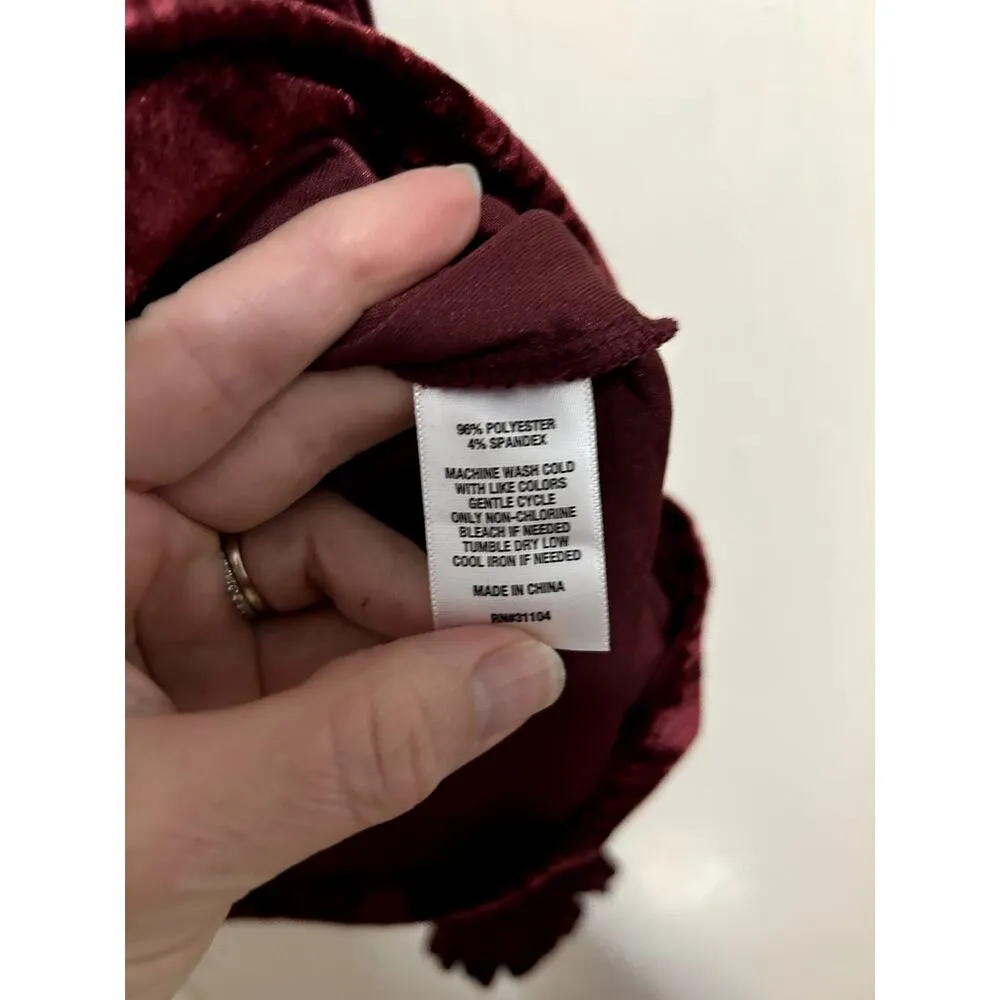 96% POLYESTER
4% SPANDEX
MACHINE WASH COLD
WITH LIKE COLORS
GENTLE CYCLE
ONLY NON-CHLORINE
BLEACH IF NEEDED
TUMBLE DRY LOW
COOL IRON IF NEEDED
MADE IN CHINA
RN#31104